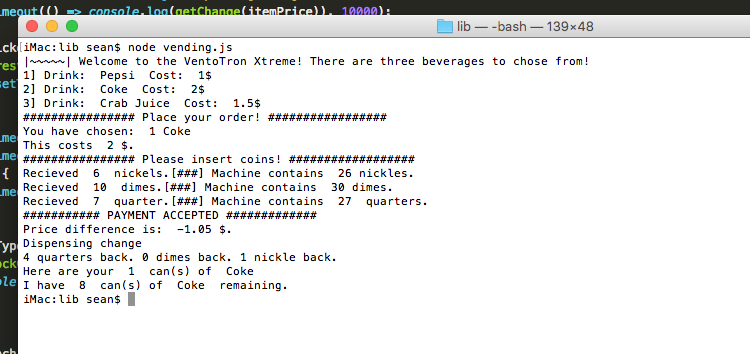 imeout(() => console.log(getChange(itemPrice)), 10000);
lib — -bash — 139×48
iMac:lib sean$ node vending.js
|~~~~~| Welcome to the VentoTron Xtreme! There are three beverages to chose from!
1] Drink:  Pepsi  Cost:  1$
2] Drink:  Coke  Cost:  2$
3] Drink:  Crab Juice  Cost:  1.5$
################ Place your order! #################
You have chosen:  1 Coke
This costs  2 $.
################ Please insert coins! ##################
Recieved  6  nickels.[###] Machine contains  26 nickles.
Recieved  10  dimes.[###] Machine contains  30 dimes.
Recieved  7  quarter.[###] Machine contains  27  quarters.
########### PAYMENT ACCEPTED #############
Price difference is:  -1.05 $.
Dispensing change
4 quarters back. 0 dimes back. 1 nickle back.
Here are your  1  can(s) of  Coke
I have  8  can(s) of  Coke  remaining.
iMac:lib sean$